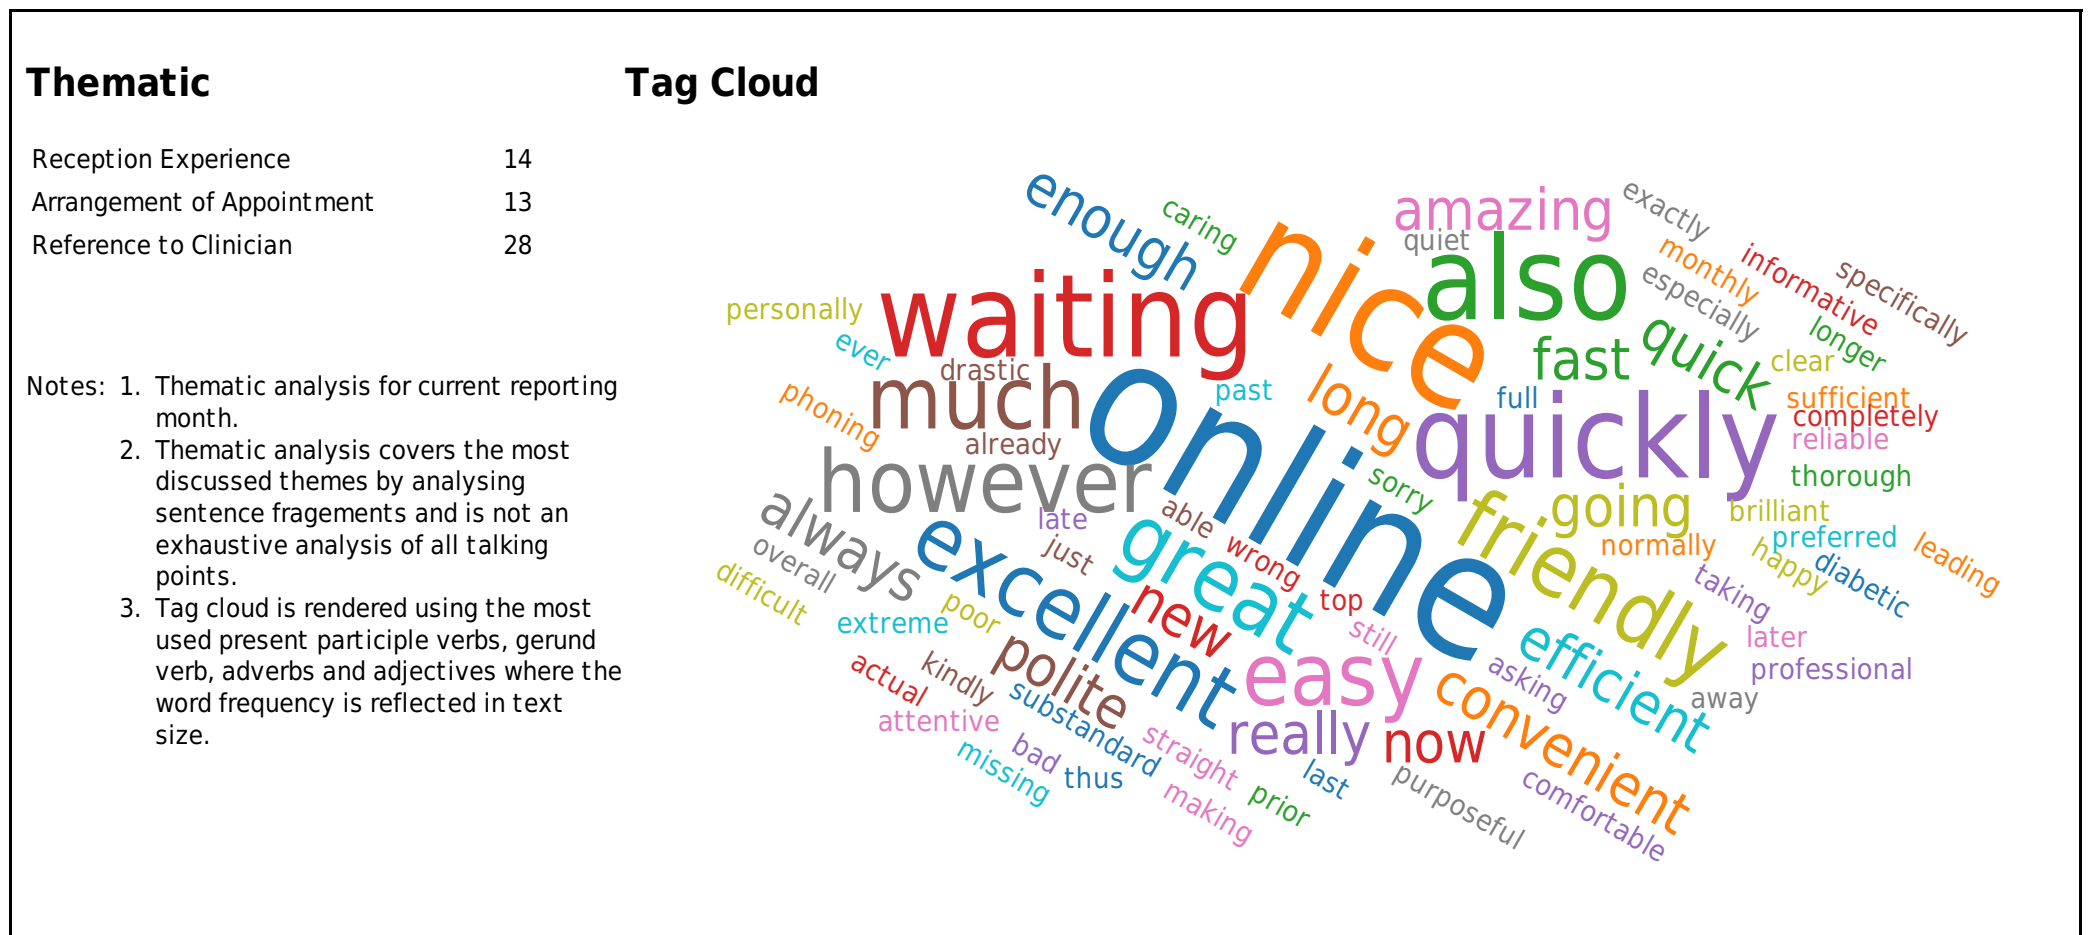 Thematic
Tag Cloud
Reception Experience 14
Arrangement of Appointment 13
Reference to Clinician 28
Notes: 1. Thematic analysis for current reporting
month.
2. Thematic analysis covers the most
discussed themes by analysing
sentence fragements and is not an
exhaustive analysis of all talking
points.
3. Tag cloud is rendered using the most
used present participle verbs, gerund
verb, adverbs and adjectives where the
word frequency is reflected in text
size.
enough
caring
nice
amazing
quiet
also
exactly
monthly
informative
specifically
especially
longer
personally
waiting
ever
drastic
much
phoning
already
however
online
past
long
fast
quick
clear
full
sufficient
completely
quickly
reliable
thorough
sorry
going
brilliant
friendly
normally
preferred
happy
diabetic
leading
taking
always
late
able
overall
just
excellent
great
wrong
difficult
extreme
poor
new
top
still
later
efficient
professional
polite
easy
asking
away
actual
kindly
substandard
attentive
really
now
convenient
missing
bad
thus
straight
making
prior
last
purposeful
comfortable